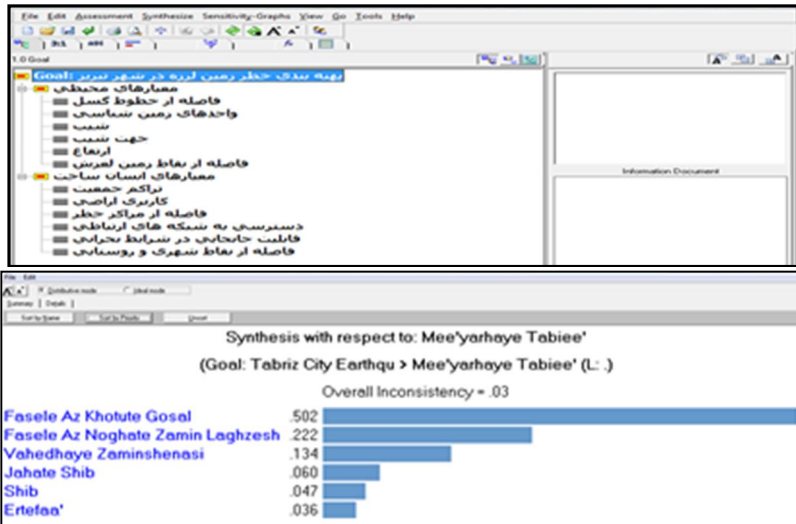 File Edit Assessment Synthesize Sensitivity-Graphs View Go Tools Help
1.0 Goal
Goal: پهنه بندی خطر زمین لرزه در شهر تبریز
معیارهای محیطی
فاصله از خطوط گسل
واحدهای زمین شناسی
شیب
جهت شیب
ارتفاع
فاصله از نقاط زمین لغزش
معیارهای انسان ساخت
تراکم جمعیت
کاربری اراضی
فاصله از مراکز خطر
دسترسی به شبکه های ارتباطی
قابلیت جابجایی در شرایط بحرانی
فاصله از نقاط شهری و روستایی
Information Document
File Edit
Distributive mode Ideal mode
Summary Details
Sort by Name Sort by Priority Unsort
Synthesis with respect to: Mee'yarhaye Tabiee'
(Goal: Tabriz City Earthqu > Mee'yarhaye Tabiee' (L: .)
Overall Inconsistency = .03
Fasele Az Khotute Gosal .502
Fasele Az Noghate Zamin Laghzesh .222
Vahedhaye Zaminshenasi .134
Jahate Shib .060
Shib .047
Ertefaa' .036